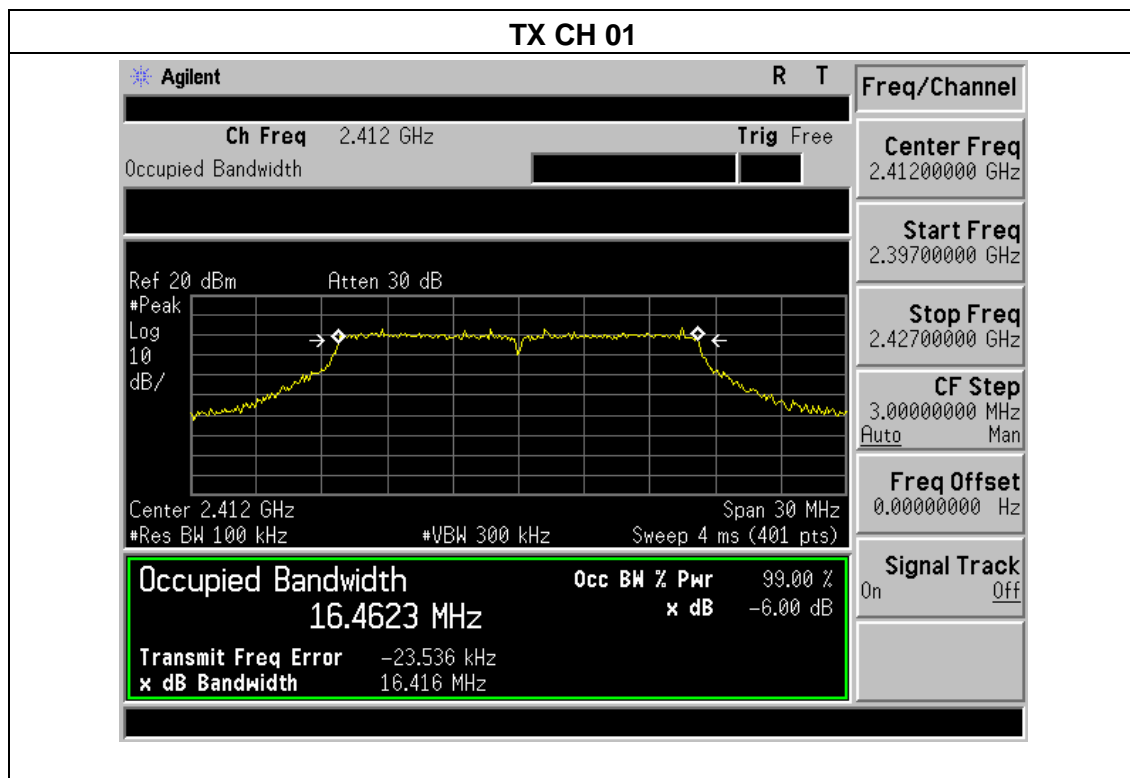 TX CH 01
Agilent R T
Freq/Channel
Ch Freq 2.412 GHz Trig Free
Occupied Bandwidth
Center Freq
2.41200000 GHz
Start Freq
2.39700000 GHz
Stop Freq
2.42700000 GHz
CF Step
3.00000000 MHz
Auto Man
Freq Offset
0.00000000 Hz
Signal Track
On Off
Ref 20 dBm Atten 30 dB
#Peak
Log
10
dB/
Center 2.412 GHz Span 30 MHz
#Res BW 100 kHz #VBW 300 kHz Sweep 4 ms (401 pts)
Occupied Bandwidth Occ BW % Pwr 99.00 %
16.4623 MHz x dB -6.00 dB
Transmit Freq Error -23.536 kHz
x dB Bandwidth 16.416 MHz